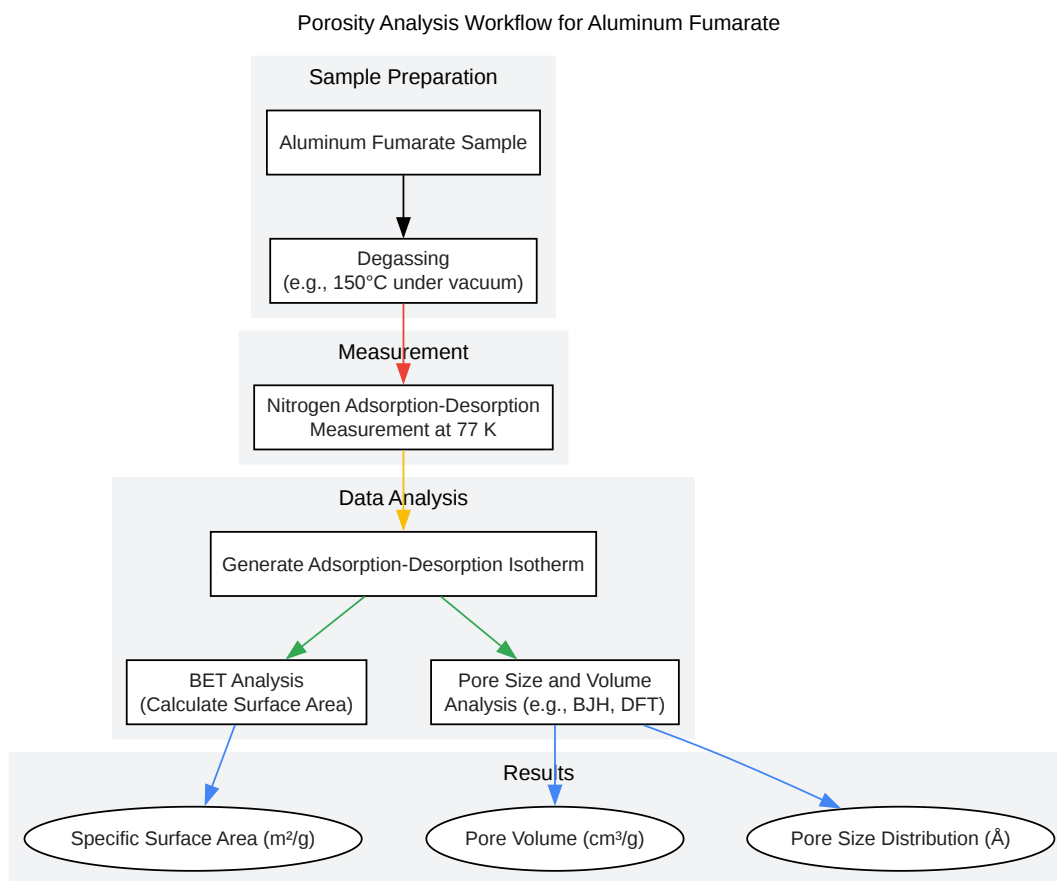 Porosity Analysis Workflow for Aluminum Fumarate
Sample Preparation
Aluminum Fumarate Sample
Degassing
(e.g., 150°C under vacuum)
Measurement
Nitrogen Adsorption-Desorption
Measurement at 77 K
Data Analysis
Generate Adsorption-Desorption Isotherm
BET Analysis
(Calculate Surface Area)
Pore Size and Volume
Analysis (e.g., BJH, DFT)
Results
Specific Surface Area (m²/g)
Pore Volume (cm³/g)
Pore Size Distribution (Å)